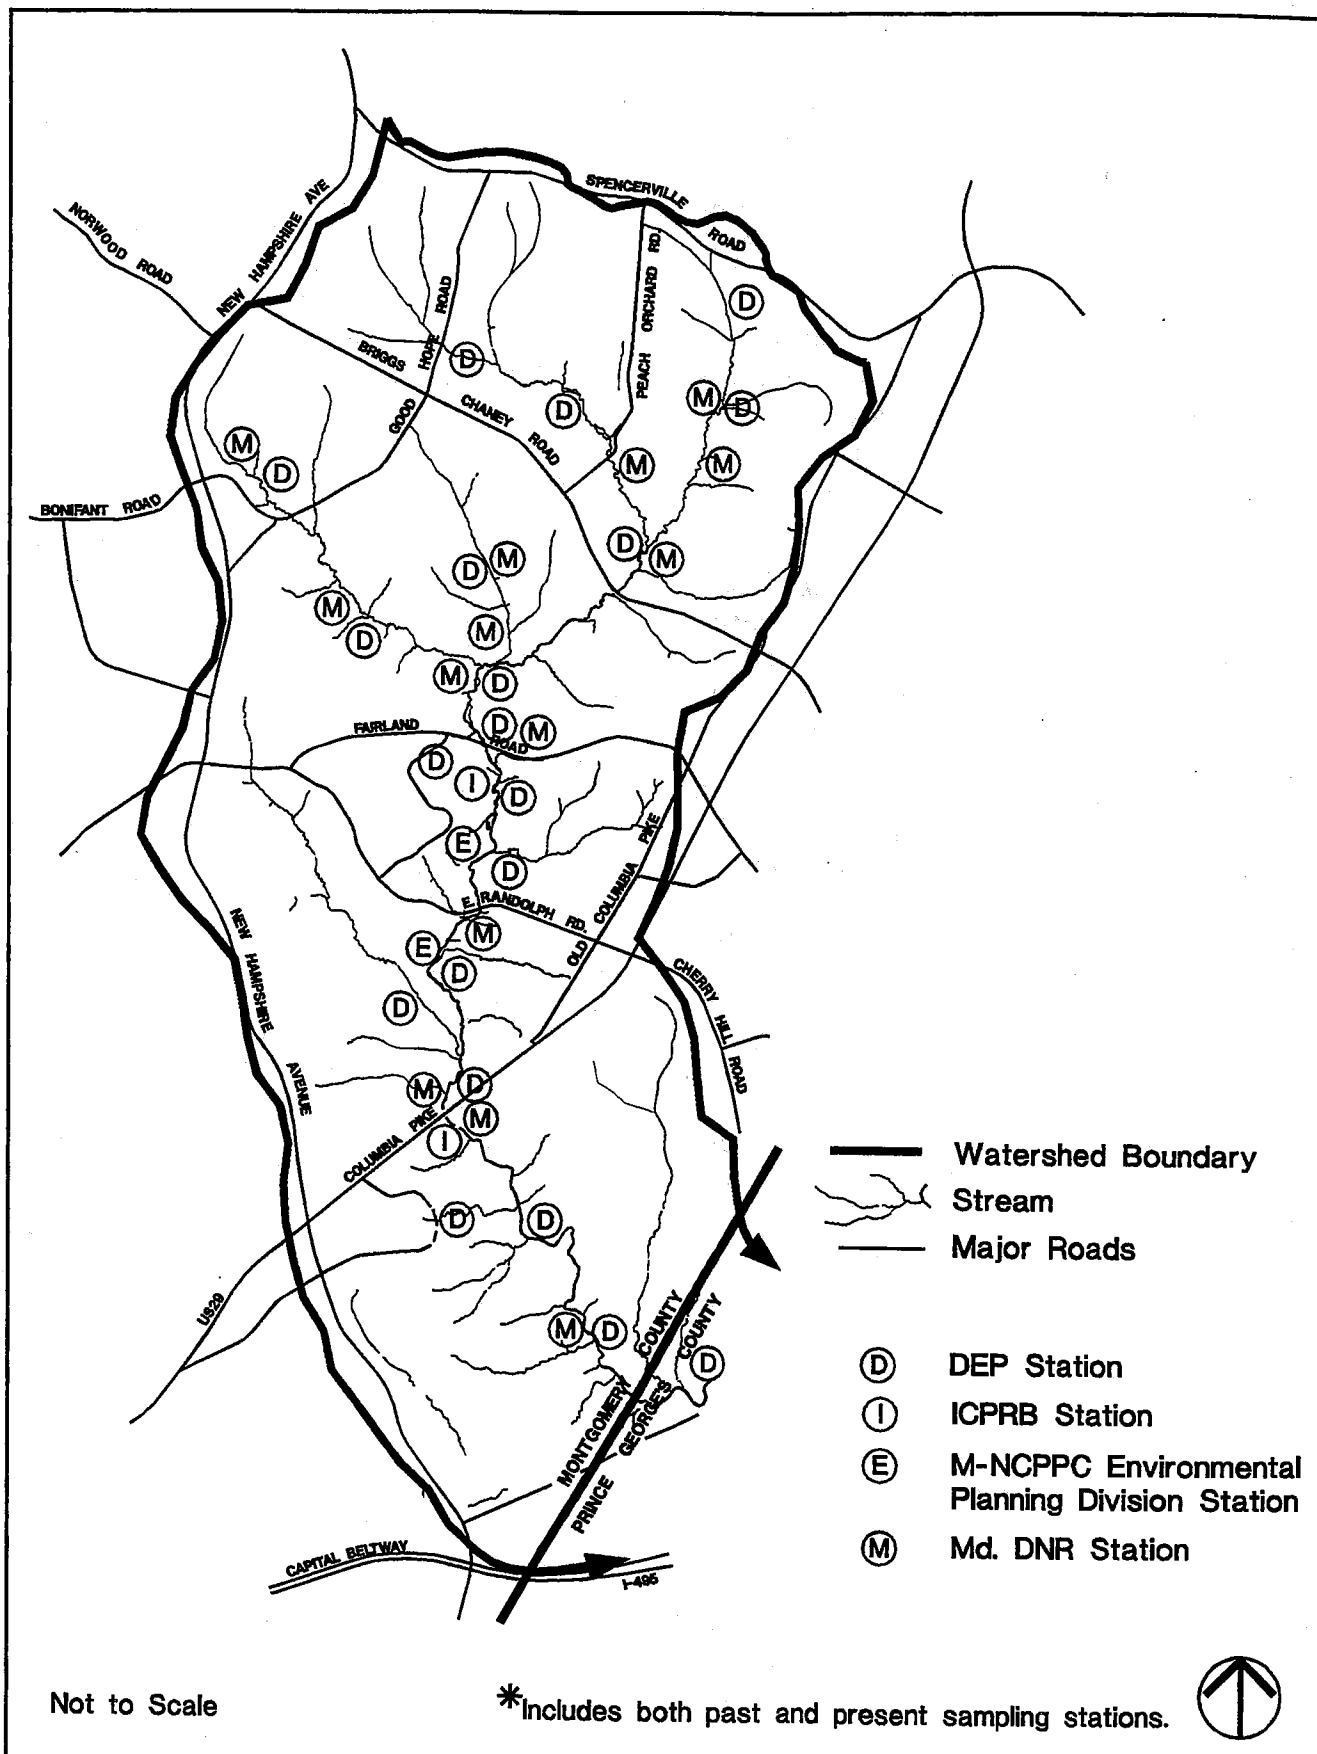 SPENCERVILLE
ROAD
NORWOOD ROAD
NEW HAMPSHIRE AVE
PEACH ORCHARD RD.
GOOD HOPE ROAD
BRIGGS CHANEY ROAD
D
D
M D
D
M
D
M
M
BONIFANT ROAD
D
M
D
M
M
D
M
D
M D
D M
FAIRLAND ROAD
D
I
D
E
D
OLD COLUMBIA PIKE
E. RANDOLPH RD.
M
E
D
D
NEW HAMPSHIRE AVENUE
CHERRY HILL ROAD
M D
M
I
COLUMBIA PIKE
D D
US29
M D
D
MONTGOMERY COUNTY
PRINCE GEORGE'S COUNTY
CAPITAL BELTWAY
I-495
Watershed Boundary
Stream
Major Roads
D DEP Station
I ICPRB Station
E M-NCPPC Environmental
Planning Division Station
M Md. DNR Station
Not to Scale
*Includes both past and present sampling stations.